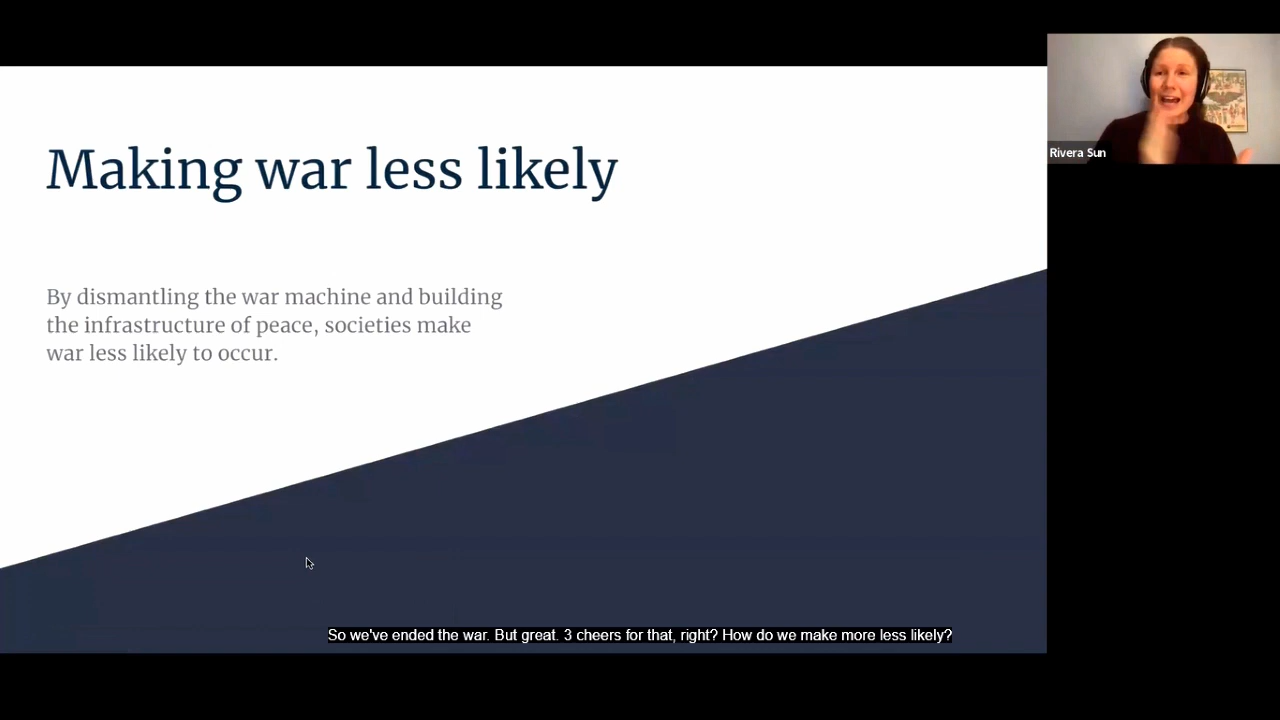 Making war less likely
Rivera Sun
By dismantling the war machine and building
the infrastructure of peace, societies make
war less likely to occur.
So we've ended the war. But great. 3 cheers for that, right? How do we make more less likely?